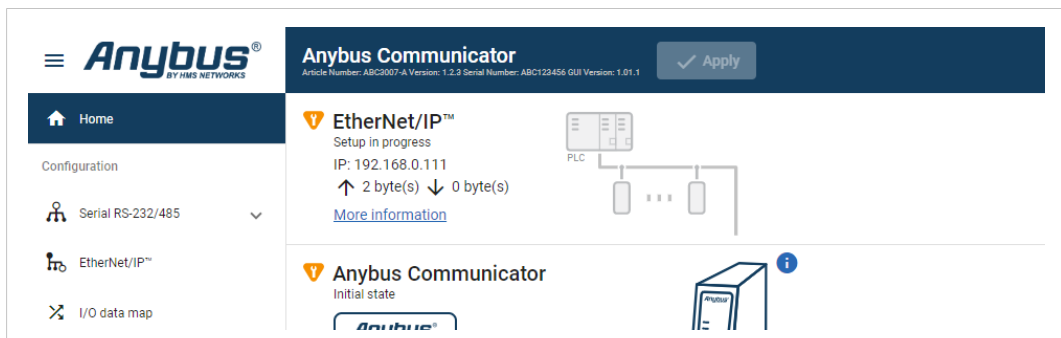 Anybus®
BY HMS NETWORKS
Anybus Communicator
Article Number: ABC3007-A Version: 1.2.3 Serial Number: ABC123456 GUI Version: 1.01.1
Apply
Home
Configuration
Serial RS-232/485
EtherNet/IP™
I/O data map
EtherNet/IP™
Setup in progress
IP: 192.168.0.111
2 byte(s) 0 byte(s)
More information
PLC
Anybus Communicator
Initial state
Anybus®
Anybus